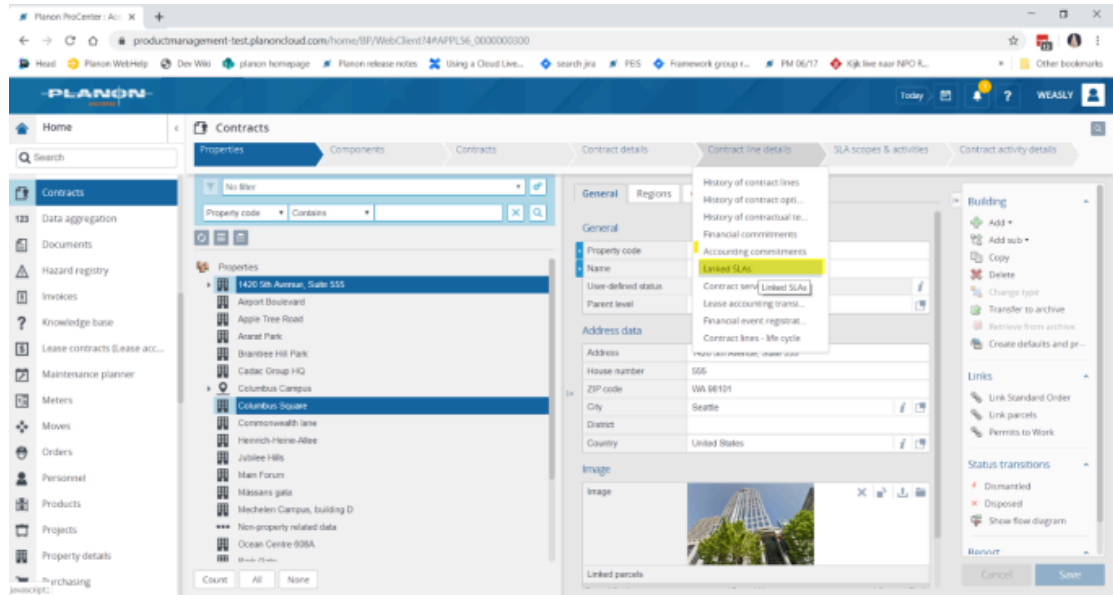 Planon ProCenter : Acc
productmanagement-test.planoncloud.com/home/BP/WebClient?4#APPLS6_0000000300
Head Planon WebHelp Dev Wiki planon homepage Planon release notes Using a Cloud Live... search jira PEIS Framework group r... PM 06/17 Kijk live naar NPO R... » Other bookmarks
PLANON Today ? WEASLY
Home Contracts
Search Properties Components Contracts Contract details Contract line details SLA scopes & activities Contract activity details
Contracts
123 Data aggregation
Documents
Hazard registry
Invoices
Knowledge base
Lease contracts (Lease acc...
Maintenance planner
Meters
Moves
Orders
Personnel
Products
Projects
Property details
Purchasing
javascript:;
No filter
Property code Contains
Properties
1420 5th Avenue, Suite 555
Airport Boulevard
Apple Tree Road
Ararat Park
Braintree Hill Park
Cadac Group HQ
Columbus Campus
Columbus Square
Commonwealth lane
Heinrich-Heine-Allee
Jubilee Hills
Main Forum
Massans gata
Mechelen Campus, building D
Non-property related data
Ocean Centre 608A
Count All None
General Regions
General
Property code
Name
User-defined status
Parent level
History of contract lines
History of contract opti...
History of contractual te...
Financial commitments
Accounting commitments
Linked SLAs
Contract serv
Linked SLAs
Lease accounting transi...
Financial event registrat...
Contract lines - life cycle
Address data
Address 1420 5th Avenue, Suite 555
House number 555
ZIP code WA 98101
City Seattle
District
Country United States
Image
Image
Linked parcels
Building
Add
Add sub
Copy
Delete
Change type
Transfer to archive
Retrieve from archive
Create defaults and pr...
Links
Link Standard Order
Link parcels
Permits to Work
Status transitions
Dismantled
Disposed
Show flow diagram
Report
Cancel Save